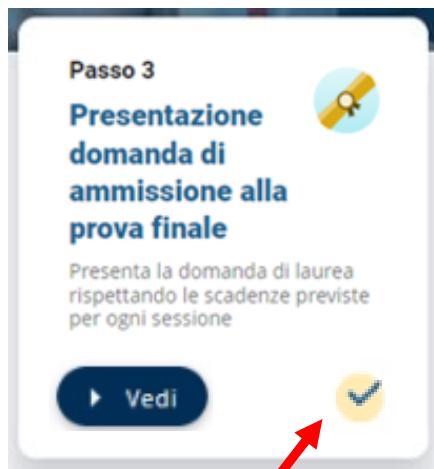 Passo 3
Presentazione
domanda di
ammissione alla
prova finale
Presenta la domanda di laurea
rispettando le scadenze previste
per ogni sessione
Vedi